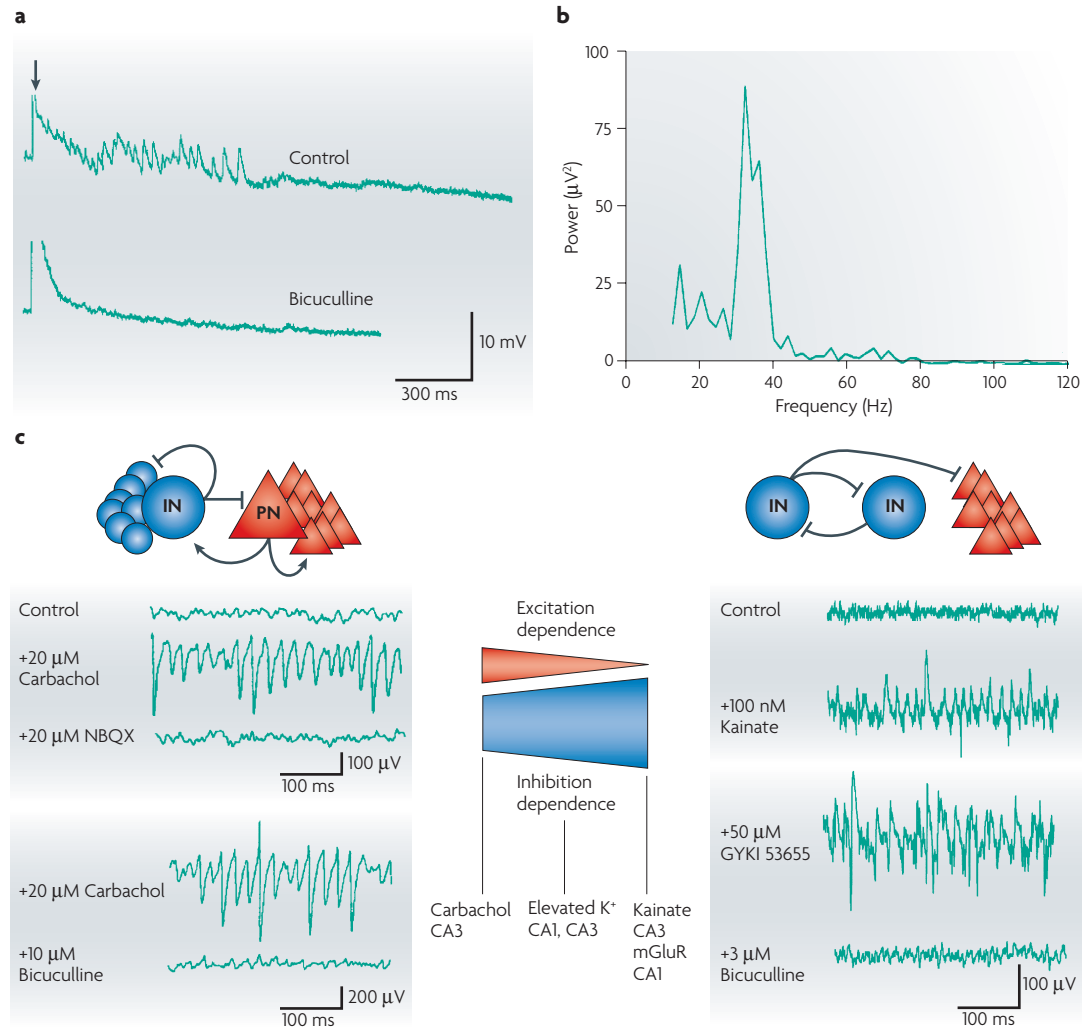 a
Control
Bicuculline
10 mV
300 ms
b
100
75
50
25
0
Power (µV²)
0 20 40 60 80 100 120
Frequency (Hz)
c
IN
PN
IN
IN
Control
+20 µM
Carbachol
+20 µM NBQX
100 µV
100 ms
+20 µM Carbachol
+10 µM
Bicuculline
200 µV
100 ms
Excitation
dependence
Inhibition
dependence
Carbachol
CA3
Elevated K⁺
CA1, CA3
Kainate
CA3
mGluR
CA1
Control
+100 nM
Kainate
+50 µM
GYKI 53655
+3 µM
Bicuculline
100 µV
100 ms